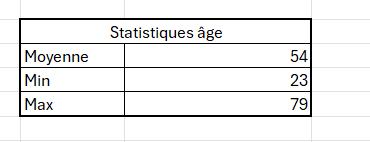 Statistiques âge
Moyenne 54
Min 23
Max 79